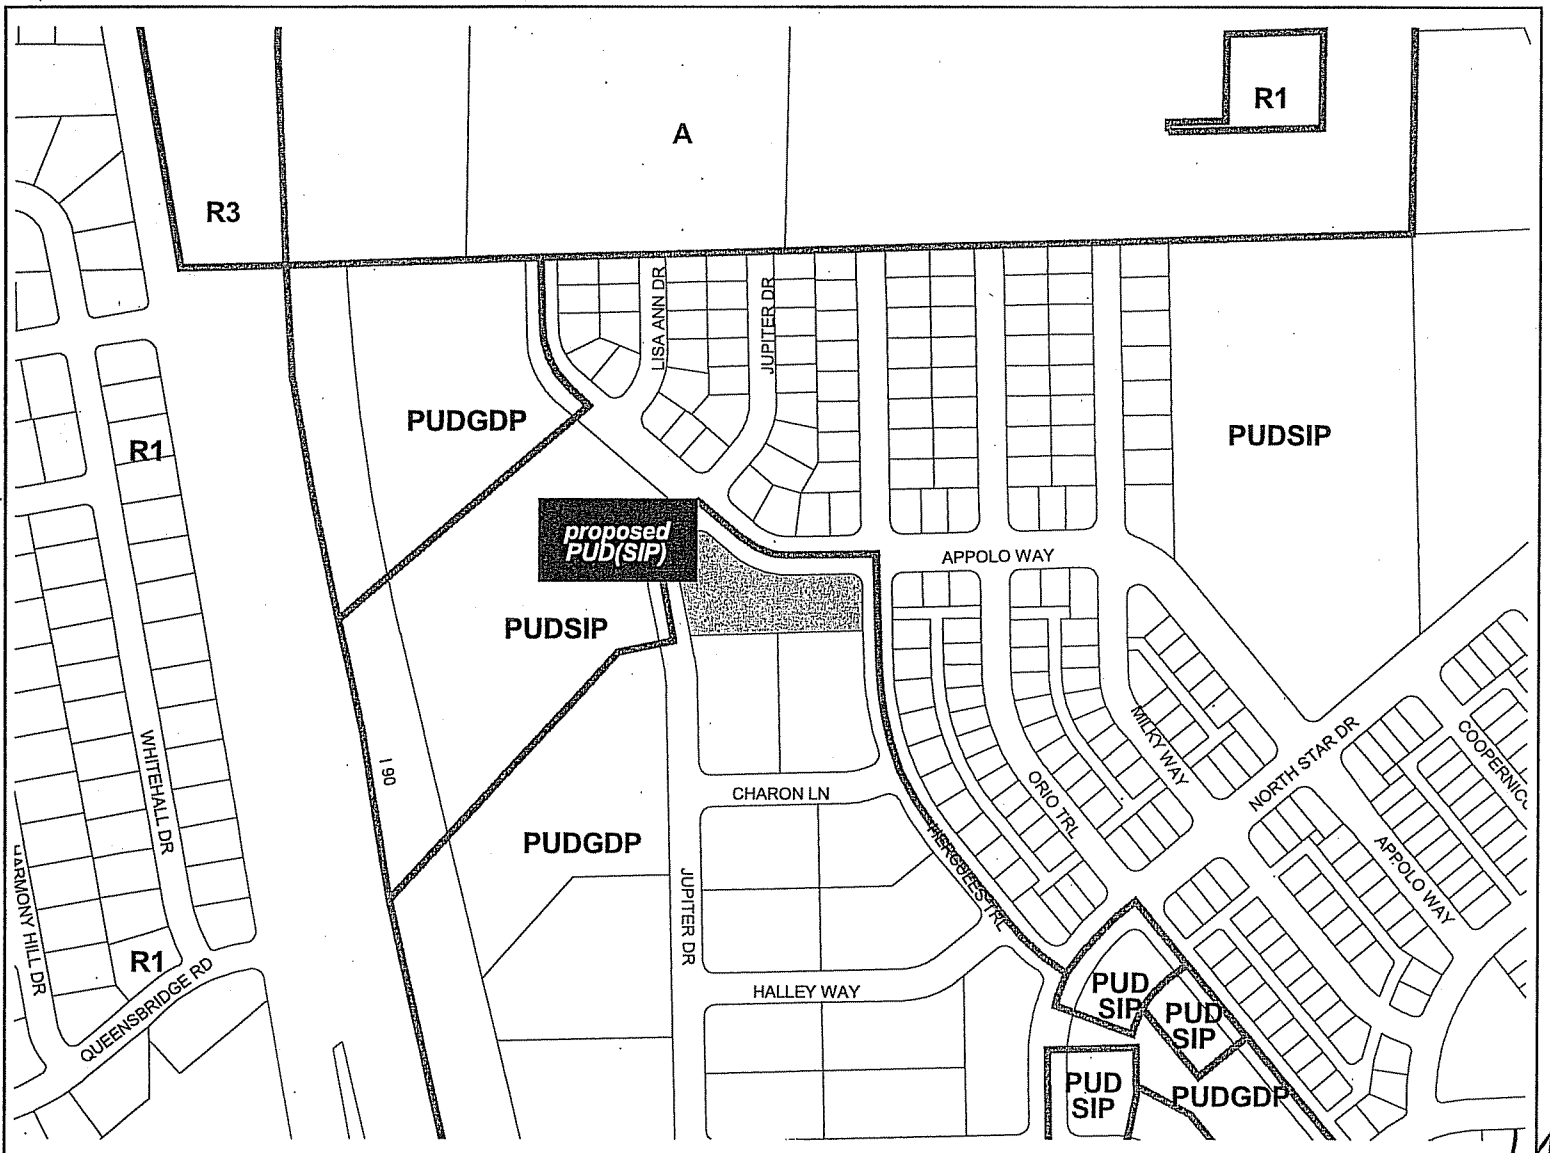 R1
A
R3
LISA ANN DR
JUPITER DR
PUDGDP
PUDSIP
R1
proposed
PUD(SIP)
APPOLO WAY
PUDSIP
MILKY WAY
NORTH STAR DR
WHITEHALL DR
I 90
CHARON LN
ORIO TRL
PUDGDP
HERCULES TRL
APPOLO WAY
HARMONY HILL DR
JUPITER DR
R1
QUEENSBRIDGE RD
HALLEY WAY
PUD
SIP
PUD
SIP
PUD
SIP
PUDGDP